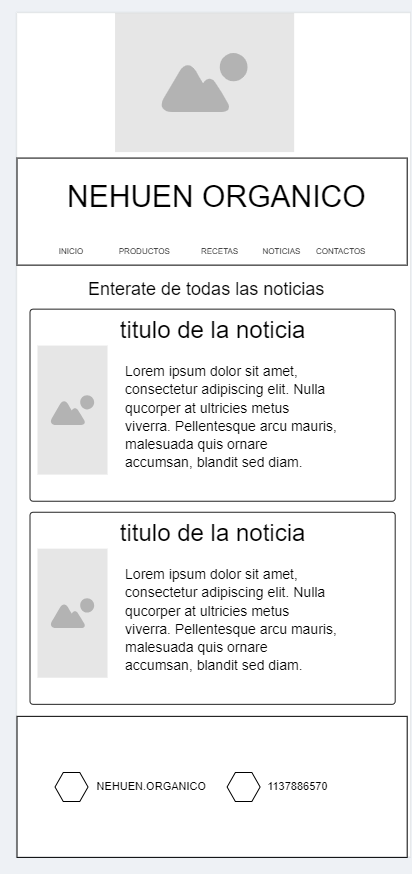 NEHUEN ORGANICO
INICIO PRODUCTOS RECETAS NOTICIAS CONTACTOS
Enterate de todas las noticias
titulo de la noticia
Lorem ipsum dolor sit amet,
consectetur adipiscing elit. Nulla
qucorper at ultricies metus
viverra. Pellentesque arcu mauris,
malesuada quis ornare
accumsan, blandit sed diam.
titulo de la noticia
Lorem ipsum dolor sit amet,
consectetur adipiscing elit. Nulla
qucorper at ultricies metus
viverra. Pellentesque arcu mauris,
malesuada quis ornare
accumsan, blandit sed diam.
NEHUEN.ORGANICO 1137886570